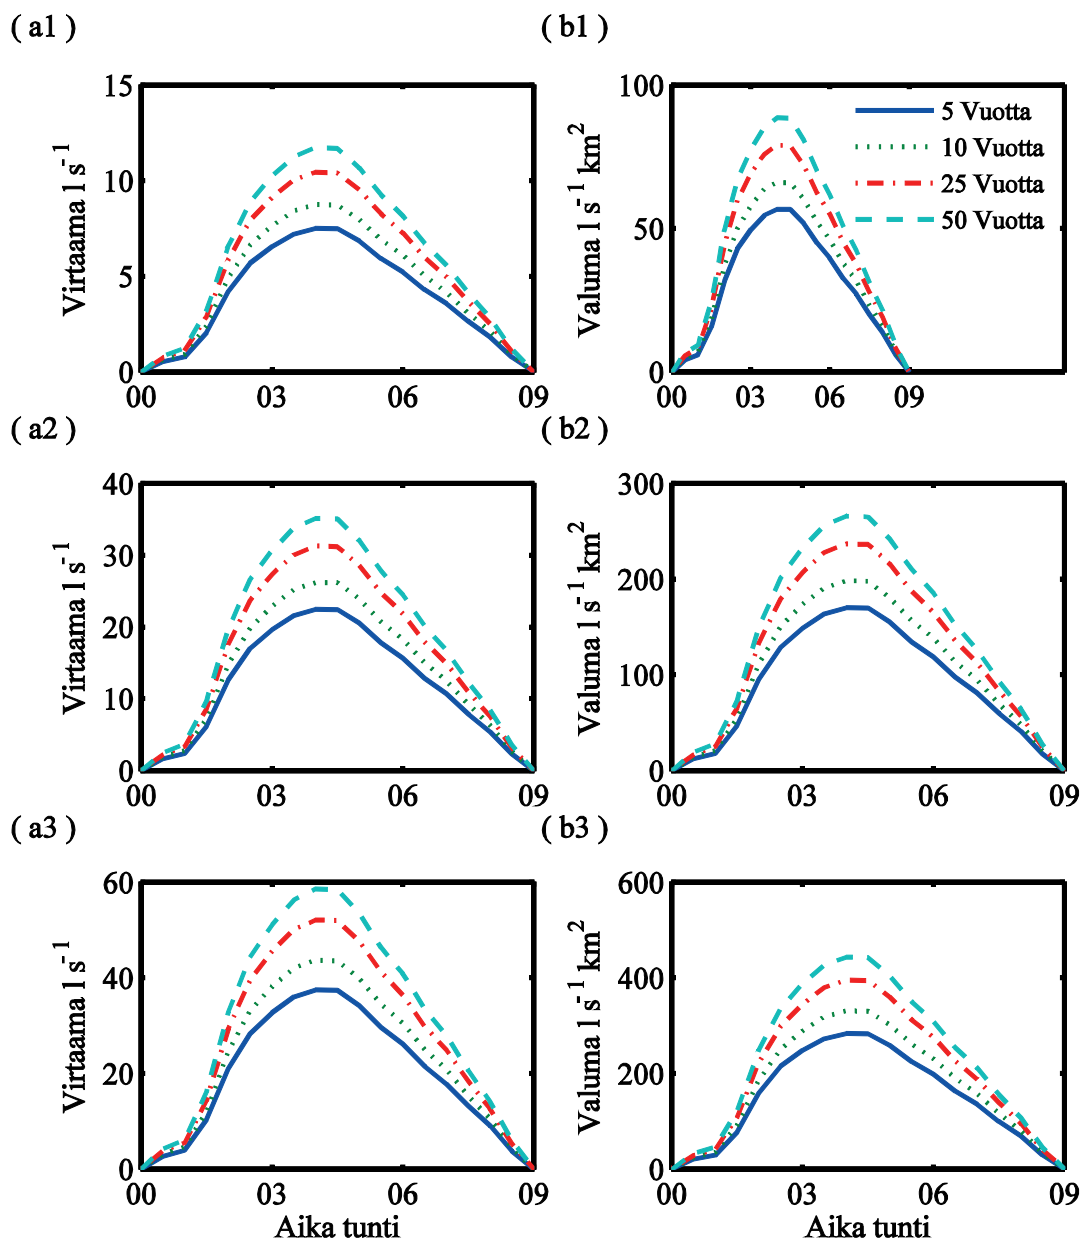 ( a1 )
( b1 )
15
10
5
0
Virtaama l s-1
00
03
06
09
100
50
0
Valuma l s-1 km2
00
03
06
09
5 Vuotta
10 Vuotta
25 Vuotta
50 Vuotta
( a2 )
( b2 )
40
30
20
10
0
Virtaama l s-1
00
03
06
09
300
200
100
0
Valuma l s-1 km2
00
03
06
09
( a3 )
( b3 )
60
40
20
0
Virtaama l s-1
00
03
06
09
Aika tunti
600
400
200
0
Valuma l s-1 km2
00
03
06
09
Aika tunti